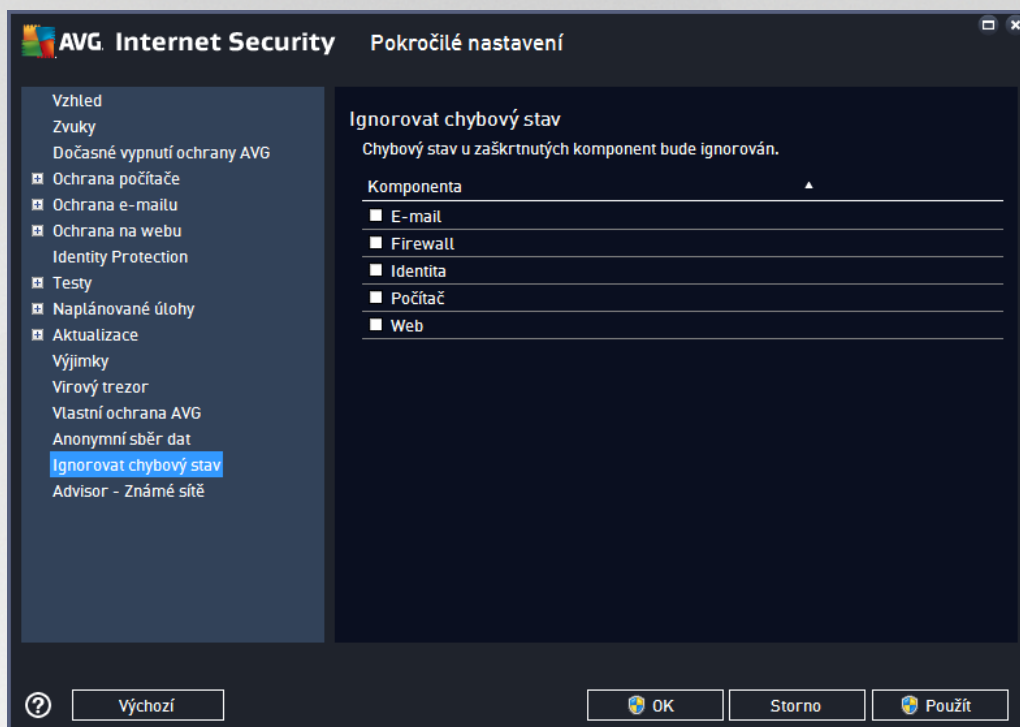 AVG. Internet Security Pokročilé nastavení
Vzhled
Zvuky
Dočasné vypnutí ochrany AVG
Ochrana počítače
Ochrana e-mailu
Ochrana na webu
Identity Protection
Testy
Naplánované úlohy
Aktualizace
Výjimky
Virový trezor
Vlastní ochrana AVG
Anonymní sběr dat
Ignorovat chybový stav
Advisor - Známé sítě
Ignorovat chybový stav
Chybový stav u zaškrtnutých komponent bude ignorován.
Komponenta
E-mail
Firewall
Identita
Počítač
Web
? Výchozí OK Storno Použít